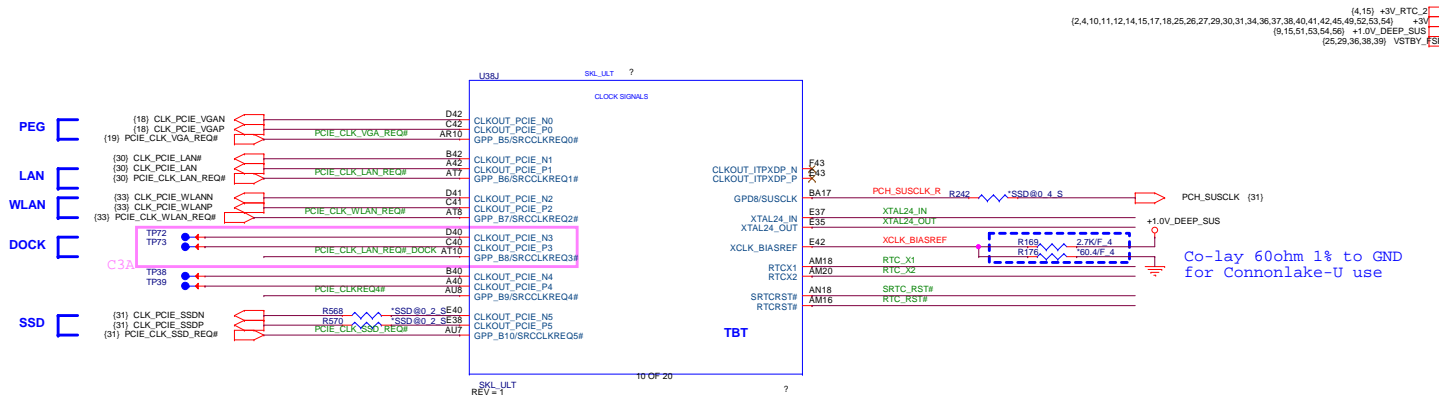 {4,15} +3V_RTC_2
{2,4,10,11,12,14,15,17,18,25,26,27,29,30,31,34,36,37,38,40,41,42,45,49,52,53,54} +3V
{9,15,51,53,54,56} +1.0V_DEEP_SUS
{25,29,36,38,39}
U38J SKL_ULT ?
CLOCK SIGNALS
PEG
{18} CLK_PCIE_VGAN D42 CLKOUT_PCIE_N0
{18} CLK_PCIE_VGAP C42 CLKOUT_PCIE_P0
{19} PCIE_CLK_VGA_REQ# PCIE_CLK_VGA_REQ# AR10 GPP_B5/SRCCLKREQ0#
LAN
{30} CLK_PCIE_LAN# B42 CLKOUT_PCIE_N1
{30} CLK_PCIE_LAN A42 CLKOUT_PCIE_P1
{30} PCIE_CLK_LAN_REQ# PCIE_CLK_LAN_REQ# AT7 GPP_B6/SRCCLKREQ1#
WLAN
{33} CLK_PCIE_WLANN D41 CLKOUT_PCIE_N2
{33} CLK_PCIE_WLANP C41 CLKOUT_PCIE_P2
{33} PCIE_CLK_WLAN_REQ# PCIE_CLK_WLAN_REQ# AT8 GPP_B7/SRCCLKREQ2#
DOCK
TP72 D40 CLKOUT_PCIE_N3
TP73 C40 CLKOUT_PCIE_P3
PCIE_CLK_LAN_REQ#_DOCK AT10 GPP_B8/SRCCLKREQ3#
C3A
TP38 B40 CLKOUT_PCIE_N4
TP39 A40 CLKOUT_PCIE_P4
PCIE_CLKREQ4# AU8 GPP_B9/SRCCLKREQ4#
SSD
{31} CLK_PCIE_SSDN R568 *SSD@0_2_S E40 CLKOUT_PCIE_N5
{31} CLK_PCIE_SSDP R570 *SSD@0_2_S E38 CLKOUT_PCIE_P5
{31} PCIE_CLK_SSD_REQ# PCIE_CLK_SSD_REQ# AU7 GPP_B10/SRCCLKREQ5#
CLKOUT_ITPXDP_N F43
CLKOUT_ITPXDP_P E43
GPD8/SUSCLK BA17 PCH_SUSCLK_R R242 *SSD@0_4_S PCH_SUSCLK {31}
XTAL24_IN E37 XTAL24_IN
XTAL24_OUT E35 XTAL24_OUT
+1.0V_DEEP_SUS
XCLK_BIASREF E42 XCLK_BIASREF R169 2.7K/F_4
R176 *60.4/F_4
Co-lay 60ohm 1% to GND
for Connonlake-U use
RTCX1 AM18 RTC_X1
RTCX2 AM20 RTC_X2
SRTCRST# AN18 SRTC_RST#
RTCRST# AM16 RTC_RST#
TBT
10 OF 20
SKL_ULT
REV = 1 ?